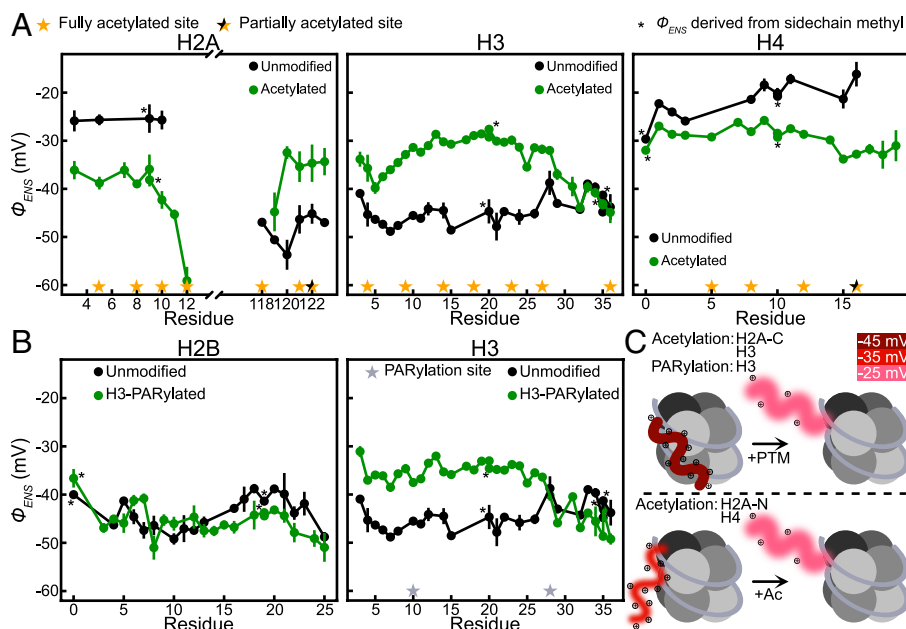 A
Fully acetylated site
Partially acetylated site
* Φ_ENS derived from sidechain methyl
H2A
H3
H4
Unmodified
Acetylated
*
*
Unmodified
Acetylated
*
*
*
*
*
*
*
Unmodified
Acetylated
Φ_ENS
(mV)
-20
-30
-40
-50
-60
4 6 8 10 12 118 120 122
Residue
5 10 15 20 25 30 35
Residue
0 5 10 15
Residue
B
H2B
H3
Unmodified
H3-PARylated
*
*
*
*
PARylation site
Unmodified
H3-PARylated
*
*
*
*
Φ_ENS
(mV)
-20
-30
-40
-50
-60
0 5 10 15 20 25
Residue
5 10 15 20 25 30 35
Residue
C
Acetylation: H2A-C
H3
PARylation: H3
-45 mV
-35 mV
-25 mV
+PTM
Acetylation: H2A-N
H4
+Ac